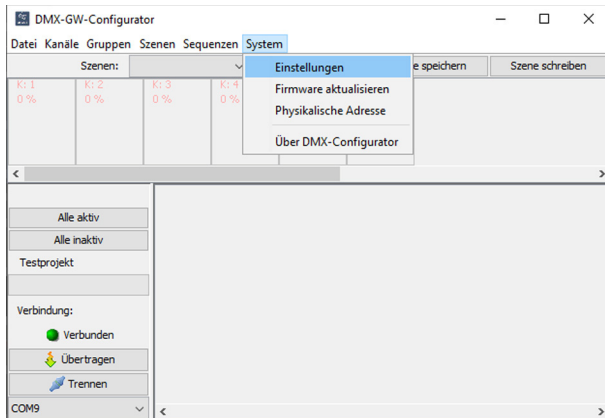 DMX-GW-Configurator
Datei Kanäle Gruppen Szenen Sequenzen System
Szenen: e speichern Szene schreiben
Einstellungen
Firmware aktualisieren
Physikalische Adresse
Über DMX-Configurator
K: 1 K: 2 K: 3 K: 4
0 % 0 % 0 % 0 %
Alle aktiv
Alle inaktiv
Testprojekt
Verbindung:
Verbunden
Übertragen
Trennen
COM9